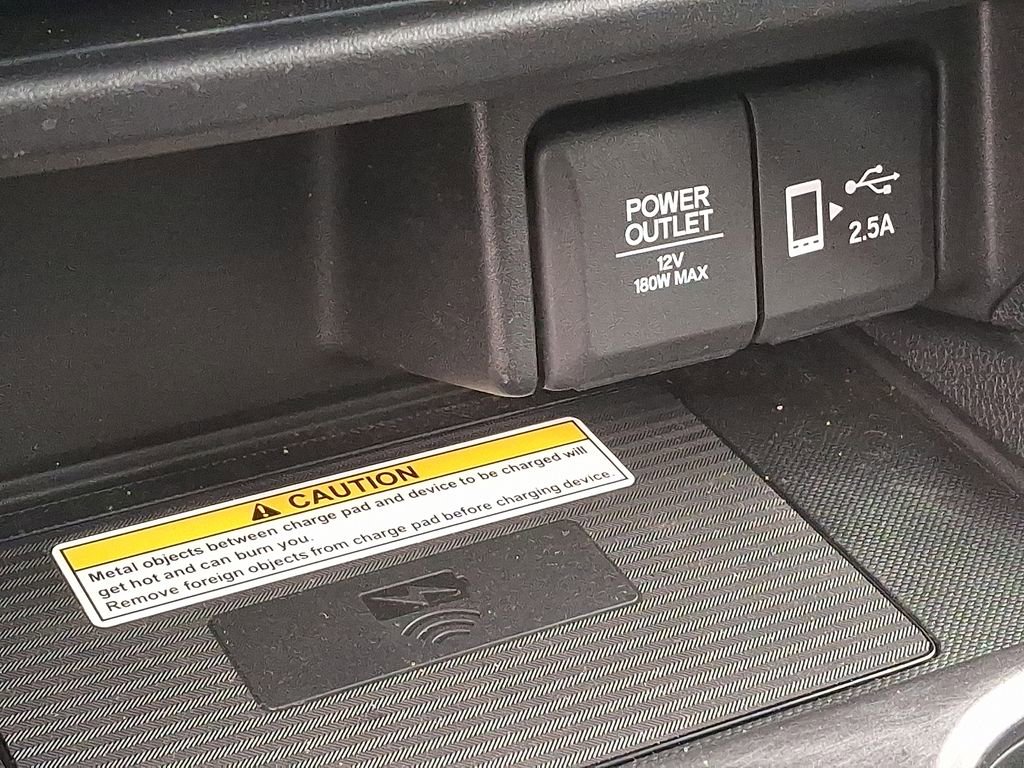 POWER
OUTLET
12V
180W MAX
2.5A
CAUTION
Metal objects between charge pad and device to be charged will
get hot and can burn you.
Remove foreign objects from charge pad before charging device.